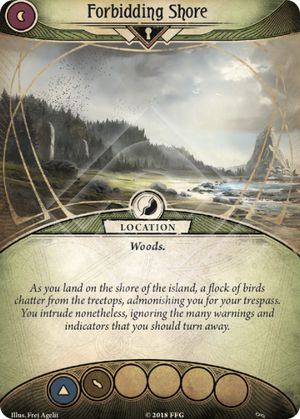 Forbidding Shore
LOCATION
Woods.
As you land on the shore of the island, a flock of birds
chatter from the treetops, admonishing you for your trespass.
You intrude nonetheless, ignoring the many warnings and
indicators that you should turn away.
Illus. Frej Agelii
© 2018 FFG